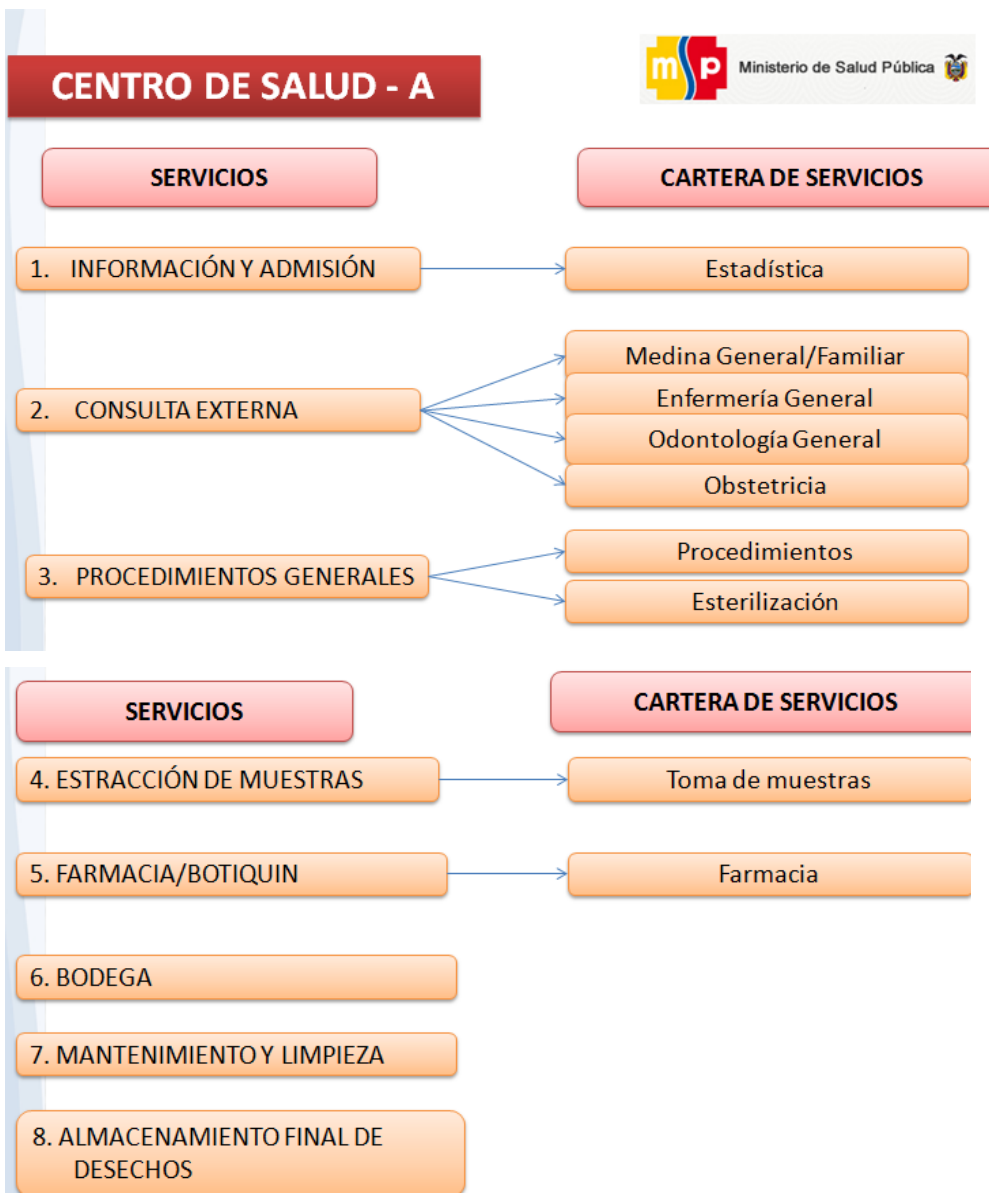 CENTRO DE SALUD - A
msp Ministerio de Salud Pública
SERVICIOS
CARTERA DE SERVICIOS
1. INFORMACIÓN Y ADMISIÓN
Estadística
2. CONSULTA EXTERNA
Medina General/Familiar
Enfermería General
Odontología General
Obstetricia
3. PROCEDIMIENTOS GENERALES
Procedimientos
Esterilización
SERVICIOS
CARTERA DE SERVICIOS
4. ESTRACCIÓN DE MUESTRAS
Toma de muestras
5. FARMACIA/BOTIQUIN
Farmacia
6. BODEGA
7. MANTENIMIENTO Y LIMPIEZA
8. ALMACENAMIENTO FINAL DE
DESECHOS